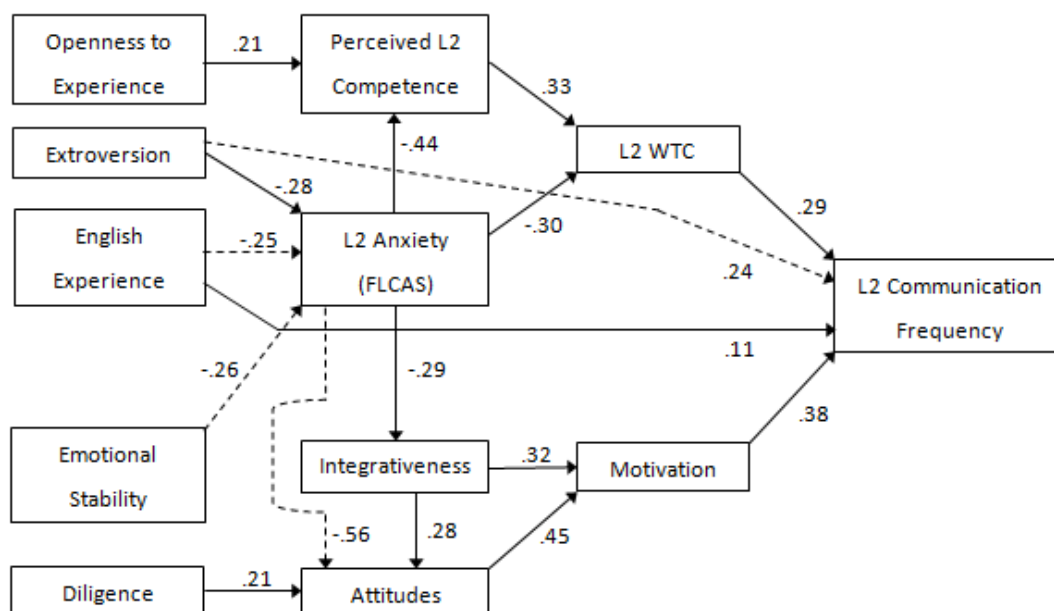 Openness to
Experience
.21
Perceived L2
Competence
.33
Extroversion
-.44
L2 WTC
-.28
English
Experience
-.25
L2 Anxiety
(FLCAS)
-.30
.29
.24
L2 Communication
Frequency
.11
-.26
-.29
.38
Emotional
Stability
Integrativeness
.32
Motivation
-.56
.28
.45
Diligence
.21
Attitudes